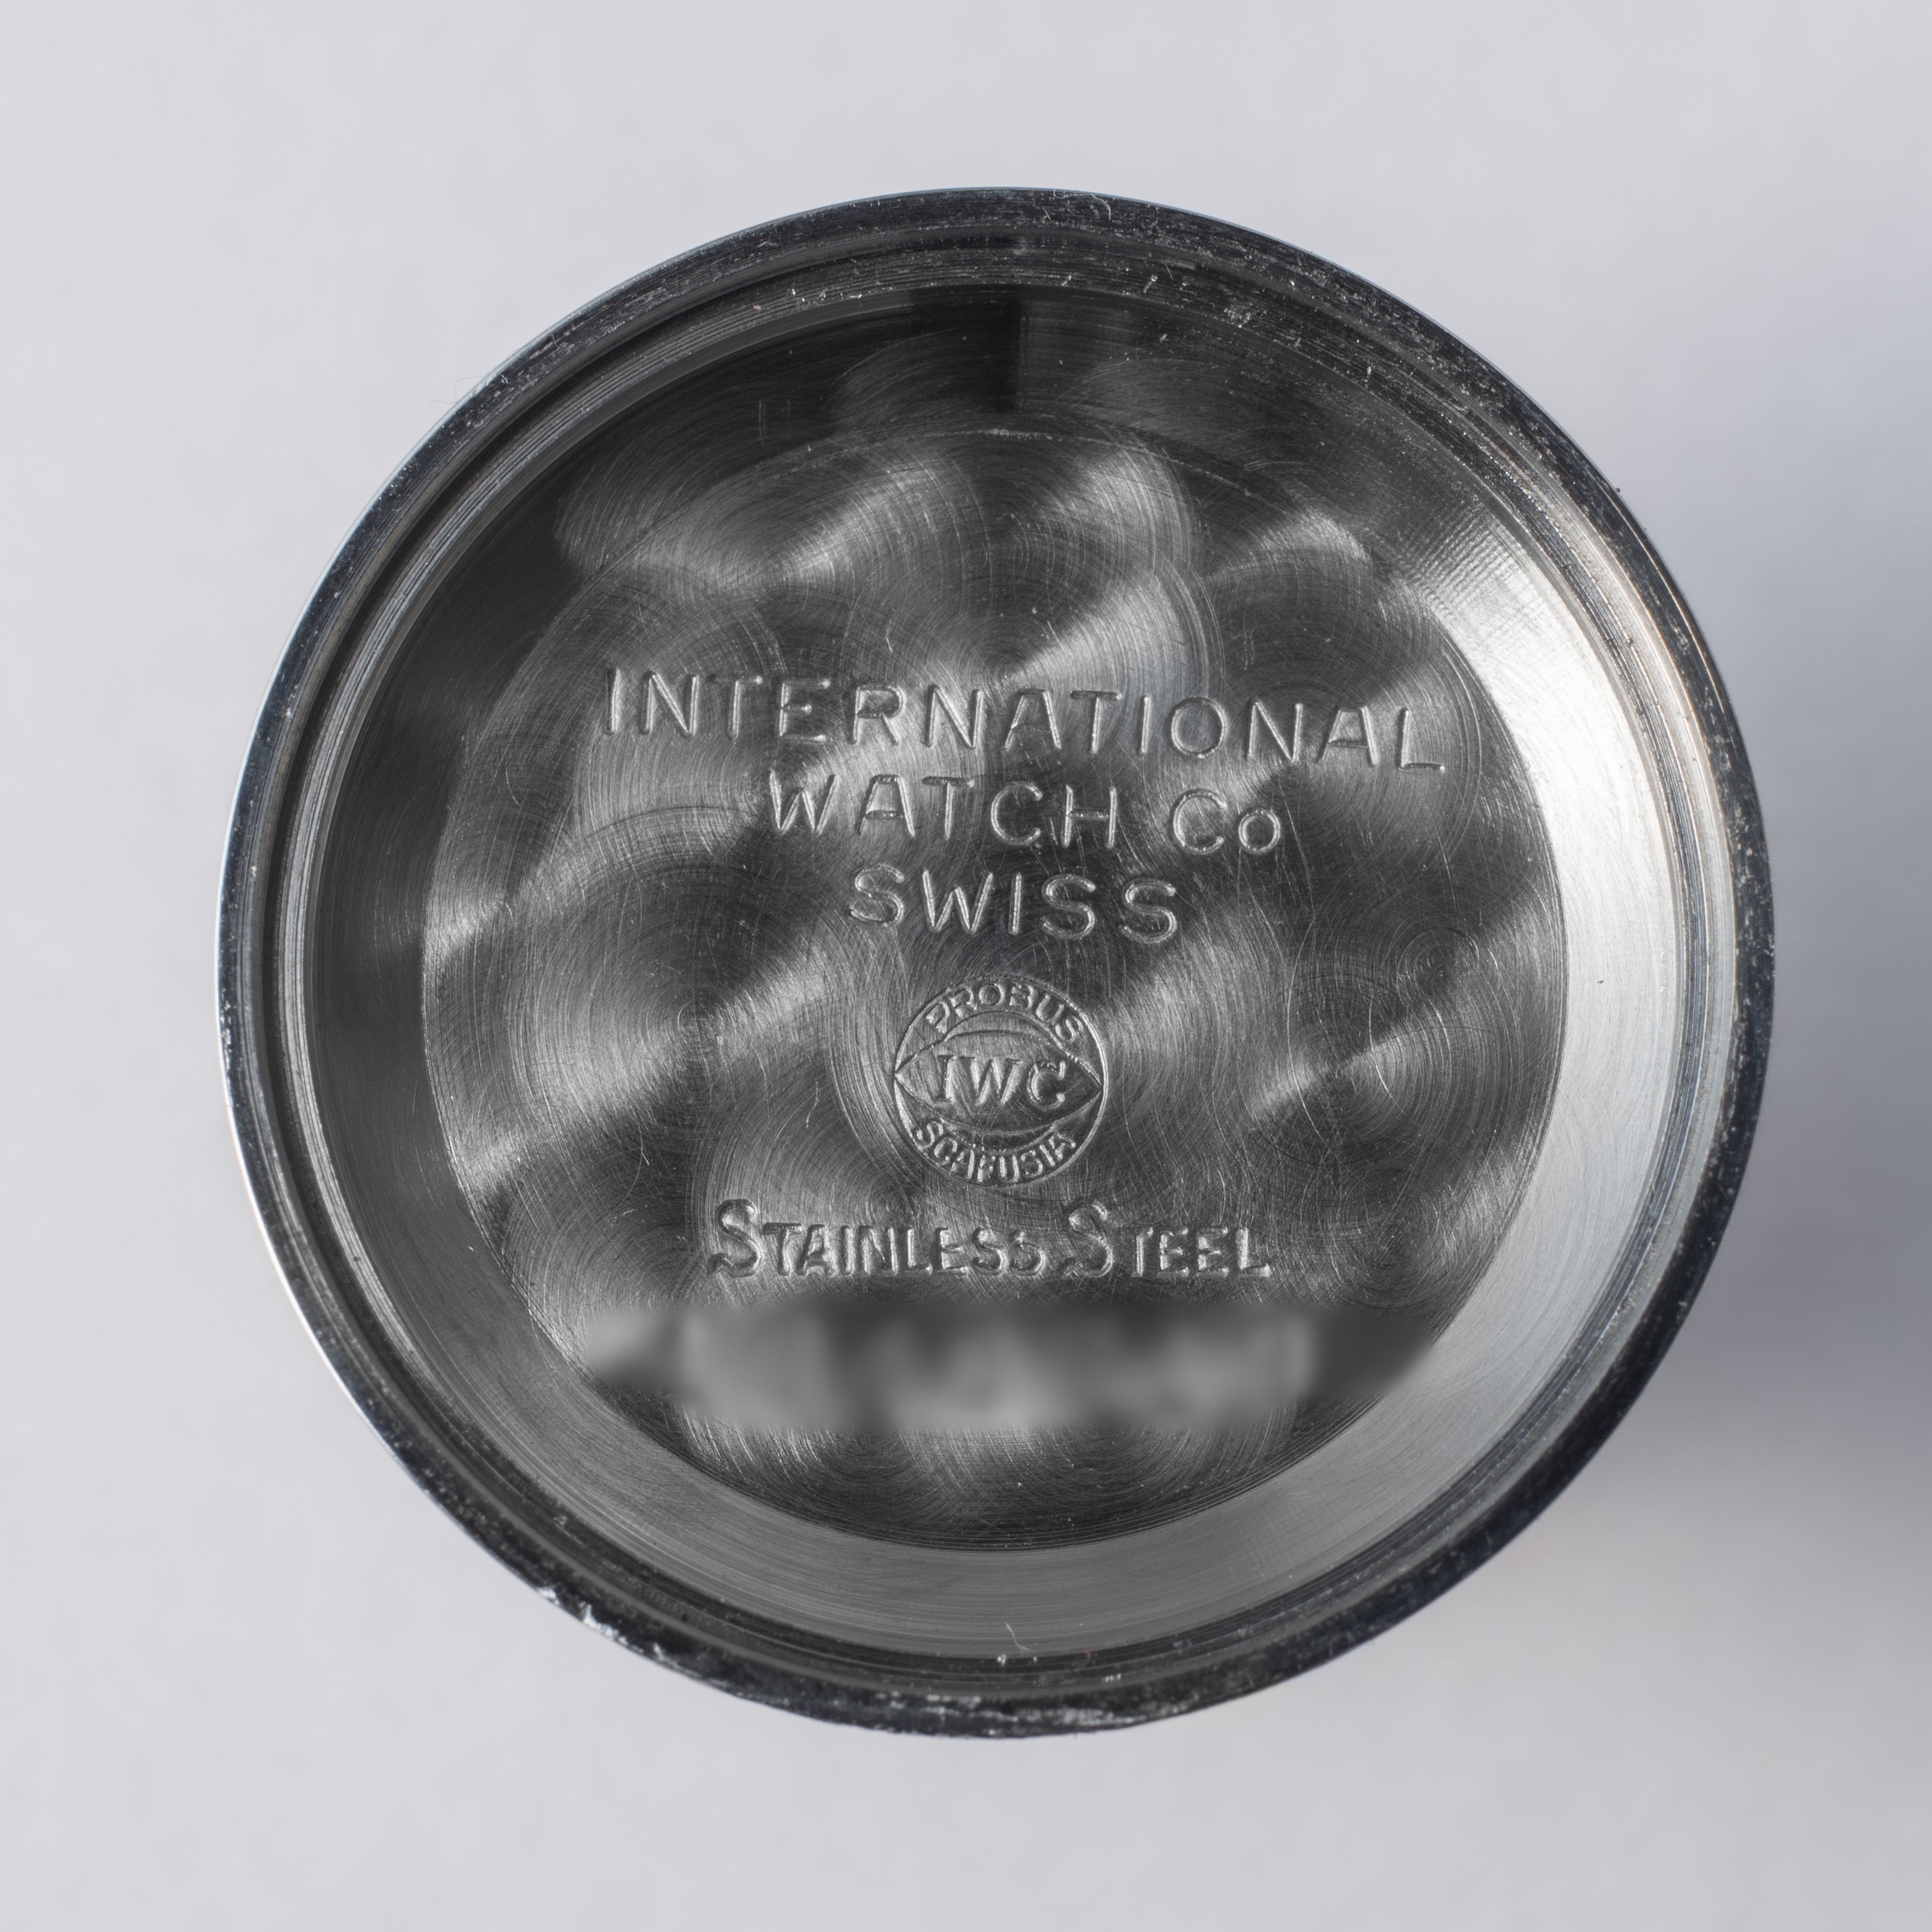 INTERNATIONAL
WATCH Co
SWISS
PROBUS
IWC
SCAFUSIA
STAINLESS STEEL